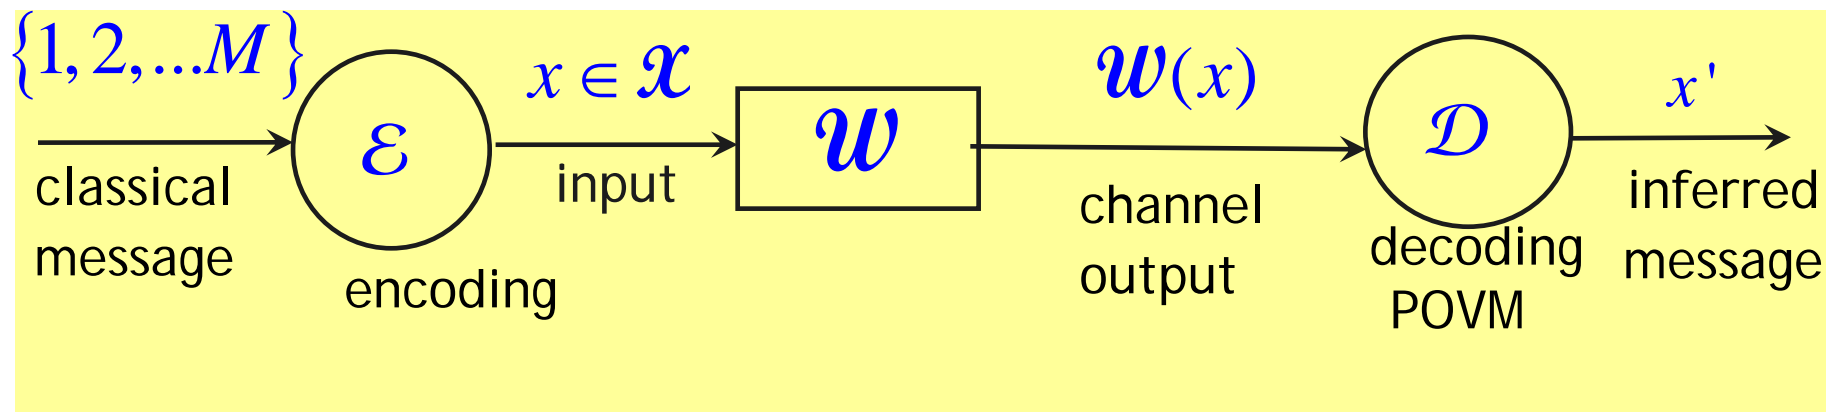 {1, 2,...M}
x ∈ 𝒳
𝒲(x)
x'
ℰ
𝒲
𝒟
classical
message
encoding
input
channel
output
decoding
POVM
inferred
message